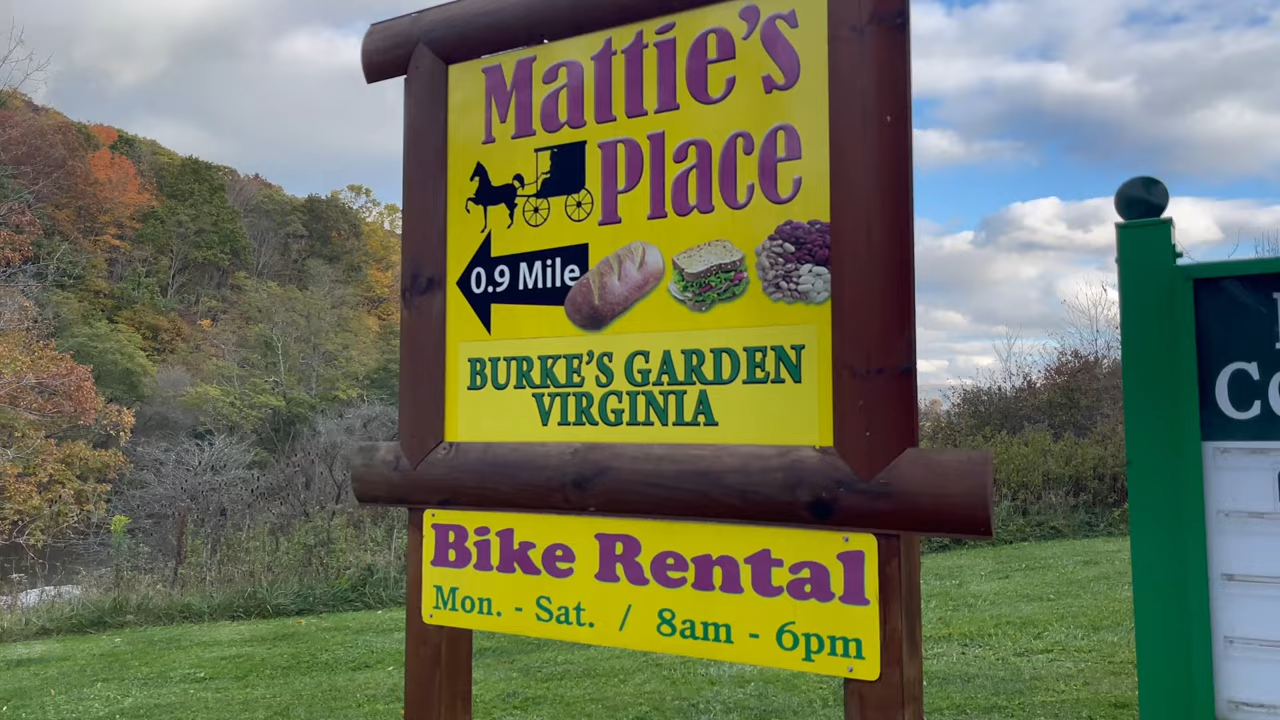 Mattie's
Place
0.9 Mile
BURKE'S GARDEN
VIRGINIA
Bike Rental
Mon. - Sat. / 8am - 6pm